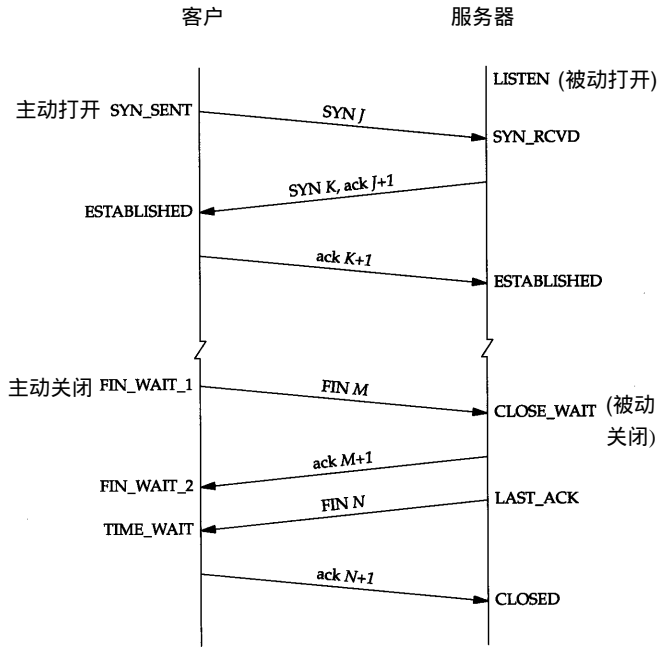 客户 服务器
LISTEN (被动打开)
主动打开 SYN_SENT SYN J
SYN_RCVD
SYN K, ack J+1
ESTABLISHED
ack K+1
ESTABLISHED
主动关闭 FIN_WAIT_1 FIN M
CLOSE_WAIT (被动
关闭)
ack M+1
FIN_WAIT_2
FIN N LAST_ACK
TIME_WAIT
ack N+1
CLOSED